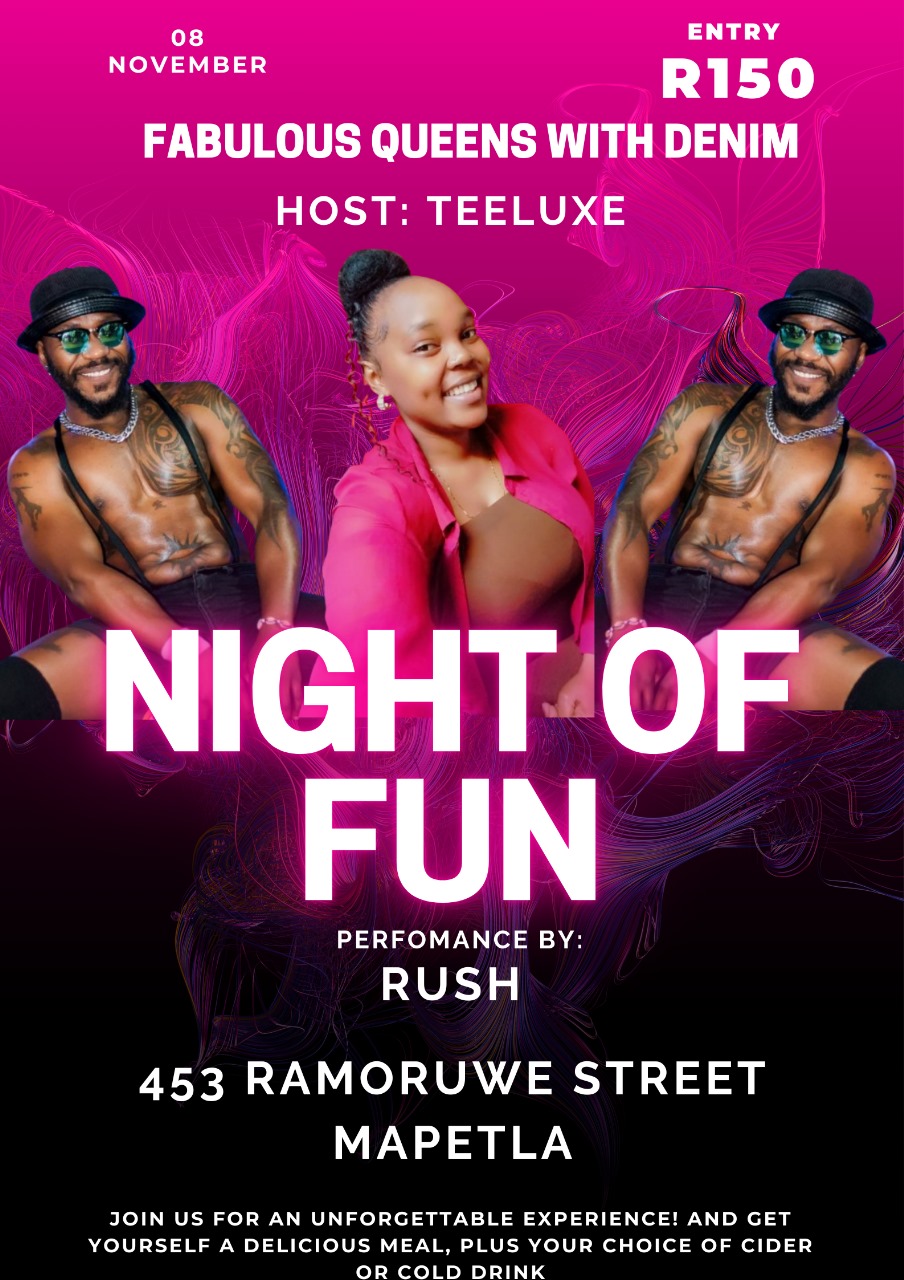 08
NOVEMBER
ENTRY
R150
FABULOUS QUEENS WITH DENIM
HOST: TEELUXE
NIGHT OF
FUN
PERFOMANCE BY:
RUSH
453 RAMORUWE STREET
MAPETLA
JOIN US FOR AN UNFORGETTABLE EXPERIENCE! AND GET
YOURSELF A DELICIOUS MEAL, PLUS YOUR CHOICE OF CIDER
OR COLD DRINK